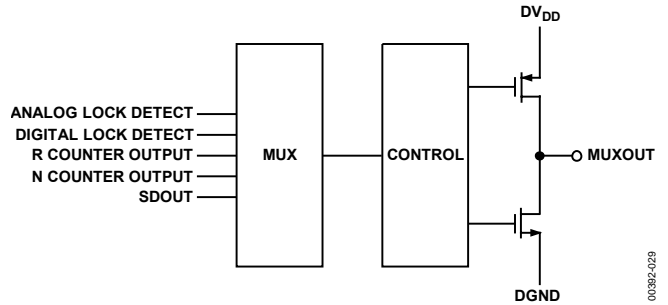 DVDD
ANALOG LOCK DETECT
DIGITAL LOCK DETECT
R COUNTER OUTPUT
N COUNTER OUTPUT
SDOUT
MUX
CONTROL
MUXOUT
DGND
00392-029